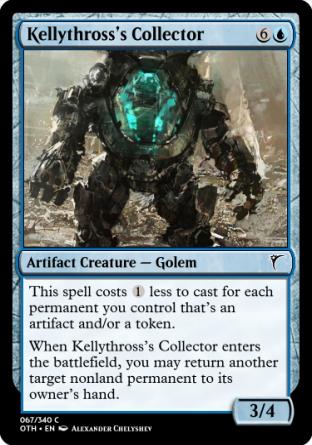 Kellythross's Collector 6
Artifact Creature — Golem
This spell costs 1 less to cast for each
permanent you control that's an
artifact and/or a token.
When Kellythross's Collector enters
the battlefield, you may return another
target nonland permanent to its
owner's hand.
3/4
067/340 C
OTH • EN Alexander Chelyshev